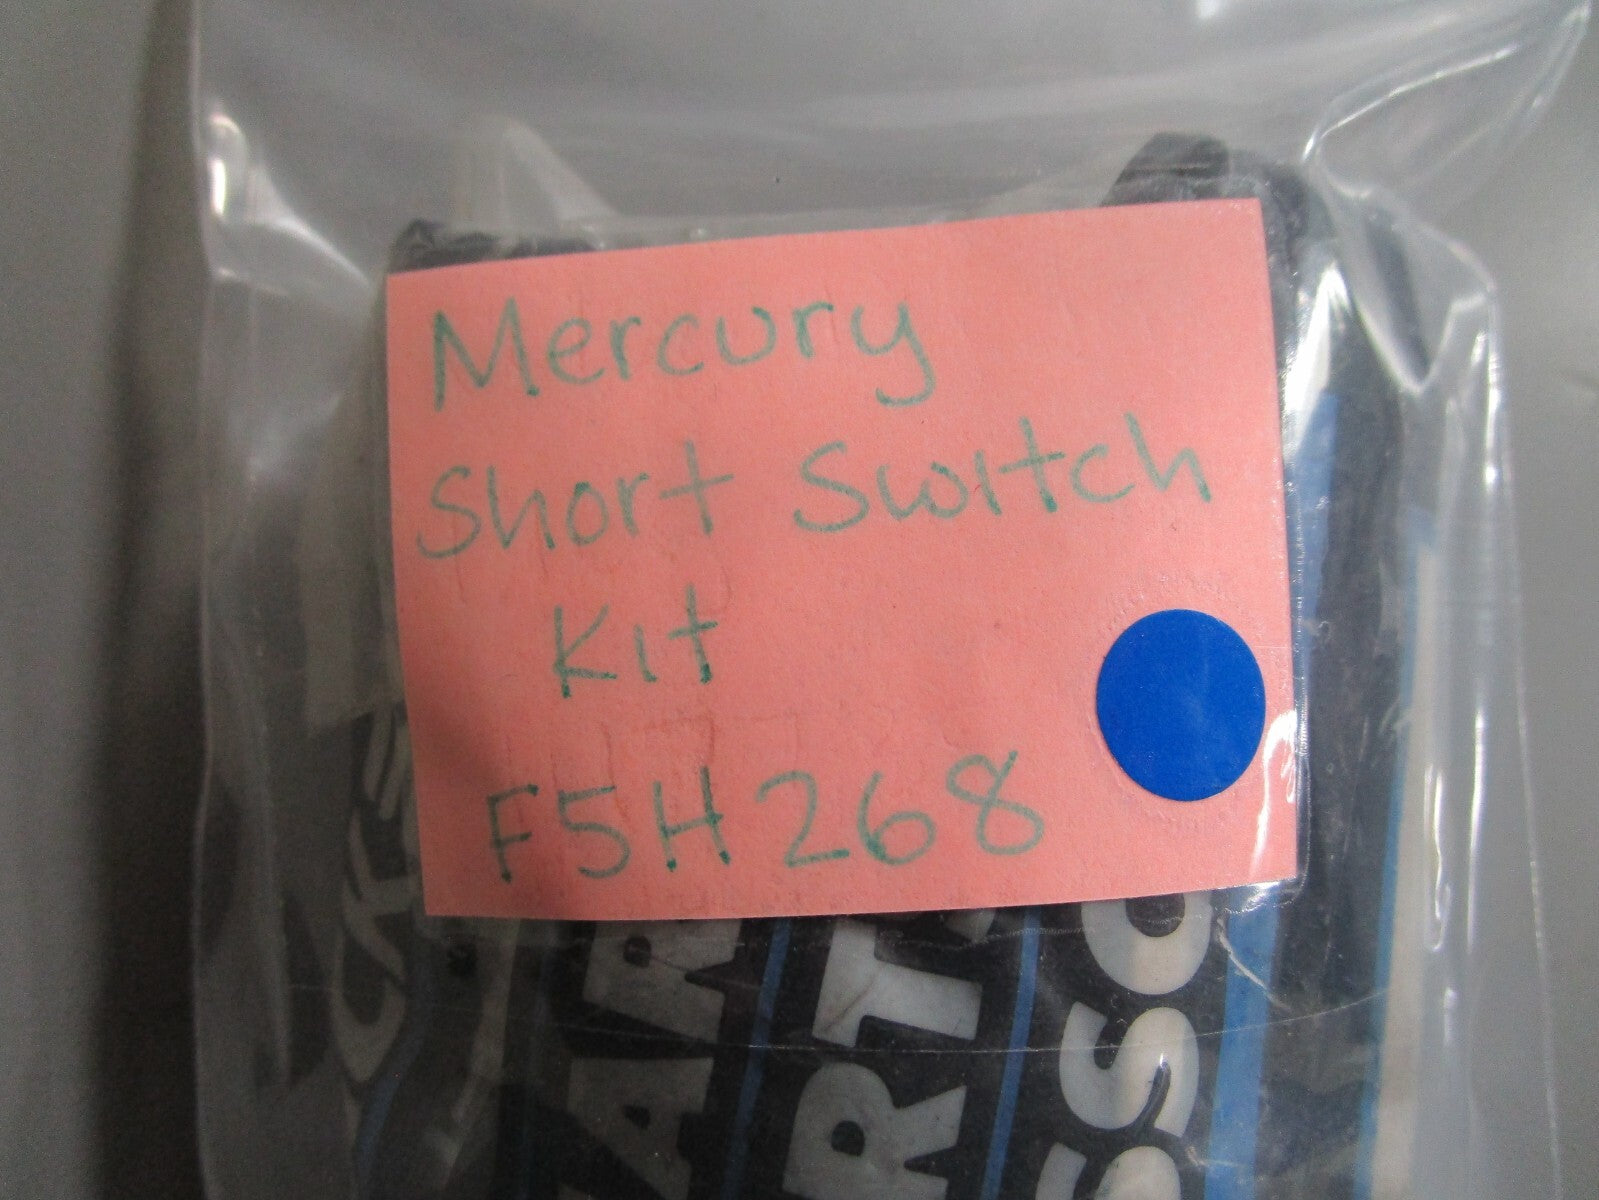 Mercury
Short Switch
Kit
F5H268